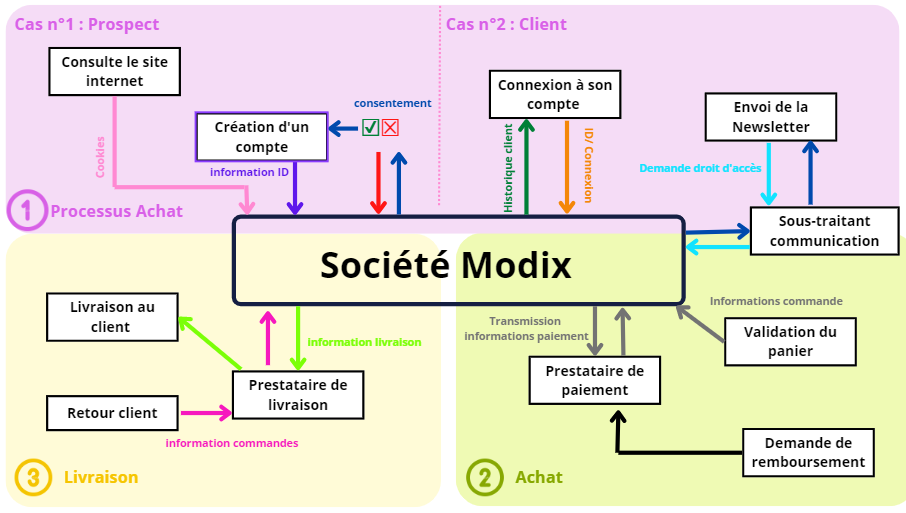 Cas n°1 : Prospect
Cas n°2 : Client
Consulte le site
internet
Création d'un
compte
consentement
Connexion à son
compte
Envoi de la
Newsletter
Cookies
information ID
Historique client
ID/ Connexion
Demande droit d'accès
1
Processus Achat
Sous-traitant
communication
Société Modix
Livraison au
client
information livraison
Transmission
informations paiement
Informations commande
Validation du
panier
Prestataire de
livraison
Prestataire de
paiement
Retour client
information commandes
Demande de
remboursement
3
Livraison
2
Achat